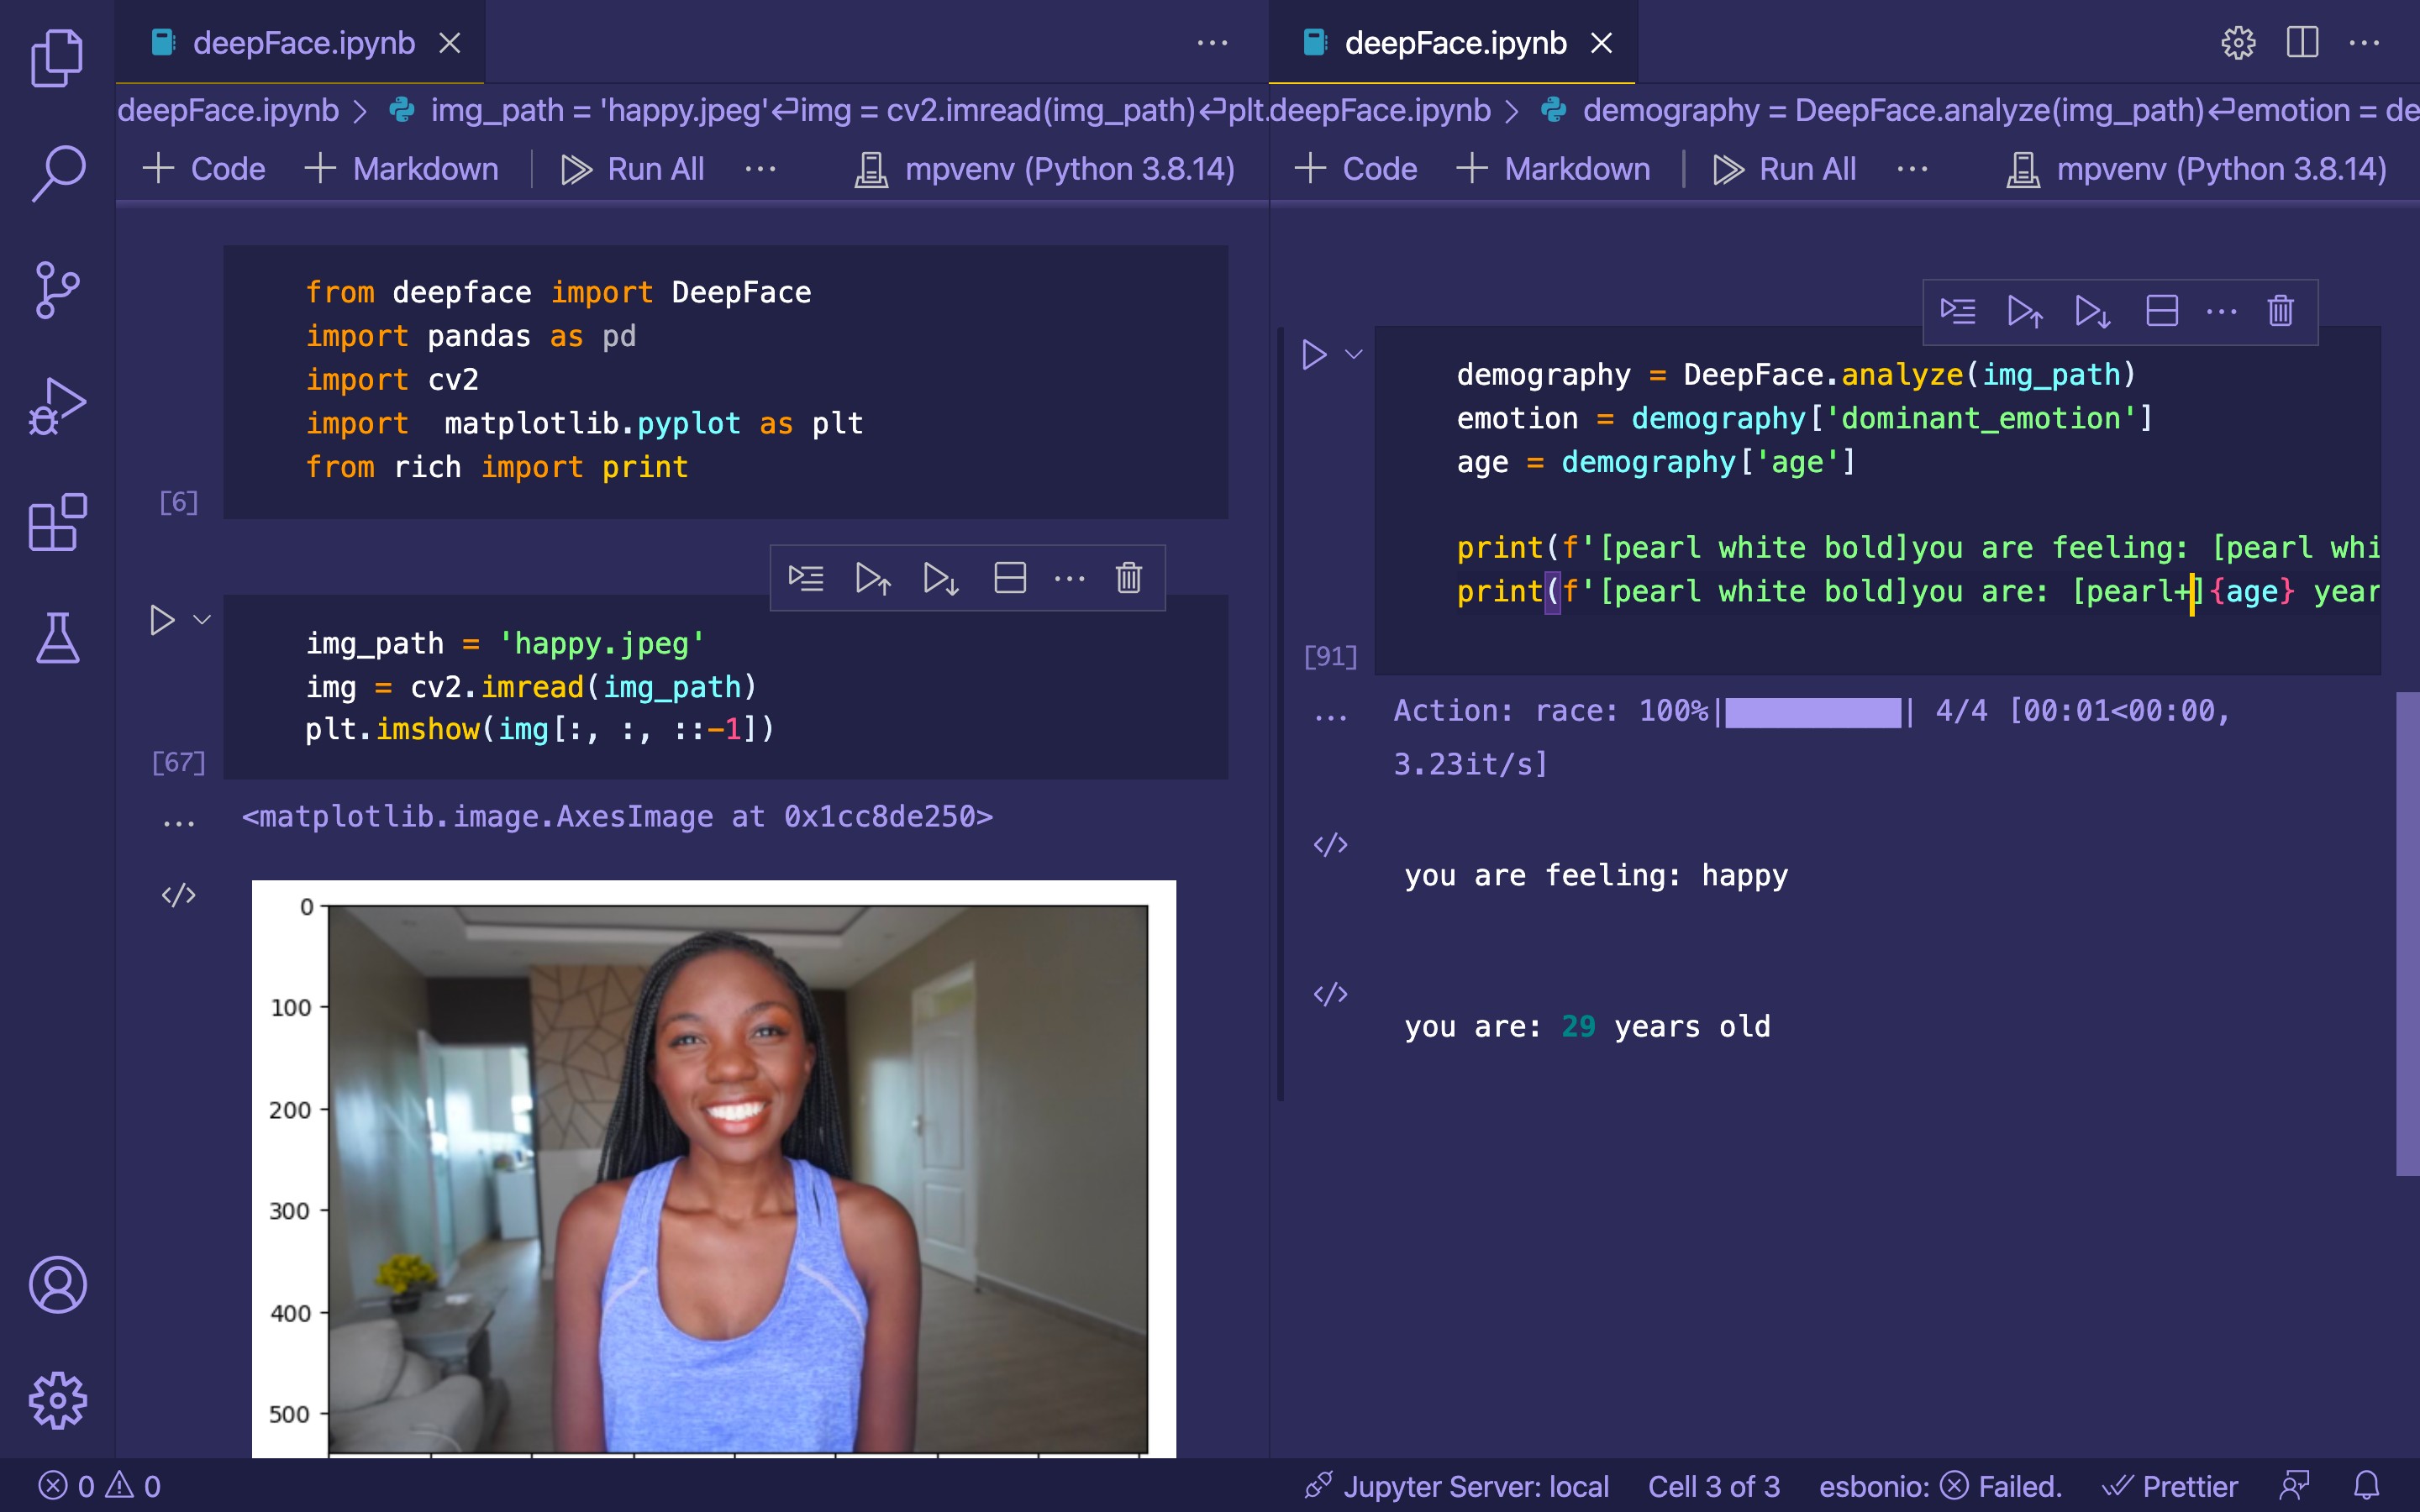 deepFace.ipynb
deepFace.ipynb > img_path = 'happy.jpeg'↵img = cv2.imread(img_path)↵plt.
+ Code + Markdown Run All ··· mpvenv (Python 3.8.14)
from deepface import DeepFace
import pandas as pd
import cv2
import  matplotlib.pyplot as plt
from rich import print
[6]
img_path = 'happy.jpeg'
img = cv2.imread(img_path)
plt.imshow(img[:, :, ::-1])
[67]
<matplotlib.image.AxesImage at 0x1cc8de250>
0
100
200
300
400
500
deepFace.ipynb
deepFace.ipynb > demography = DeepFace.analyze(img_path)↵emotion = de
+ Code + Markdown Run All ··· mpvenv (Python 3.8.14)
demography = DeepFace.analyze(img_path)
emotion = demography['dominant_emotion']
age = demography['age']
print(f'[pearl white bold]you are feeling: [pearl whi
print(f'[pearl white bold]you are: [pearl+]{age} year
[91]
Action: race: 100%|██████████| 4/4 [00:01<00:00,
3.23it/s]
you are feeling: happy
you are: 29 years old
0 0 Jupyter Server: local Cell 3 of 3 esbonio: Failed. Prettier